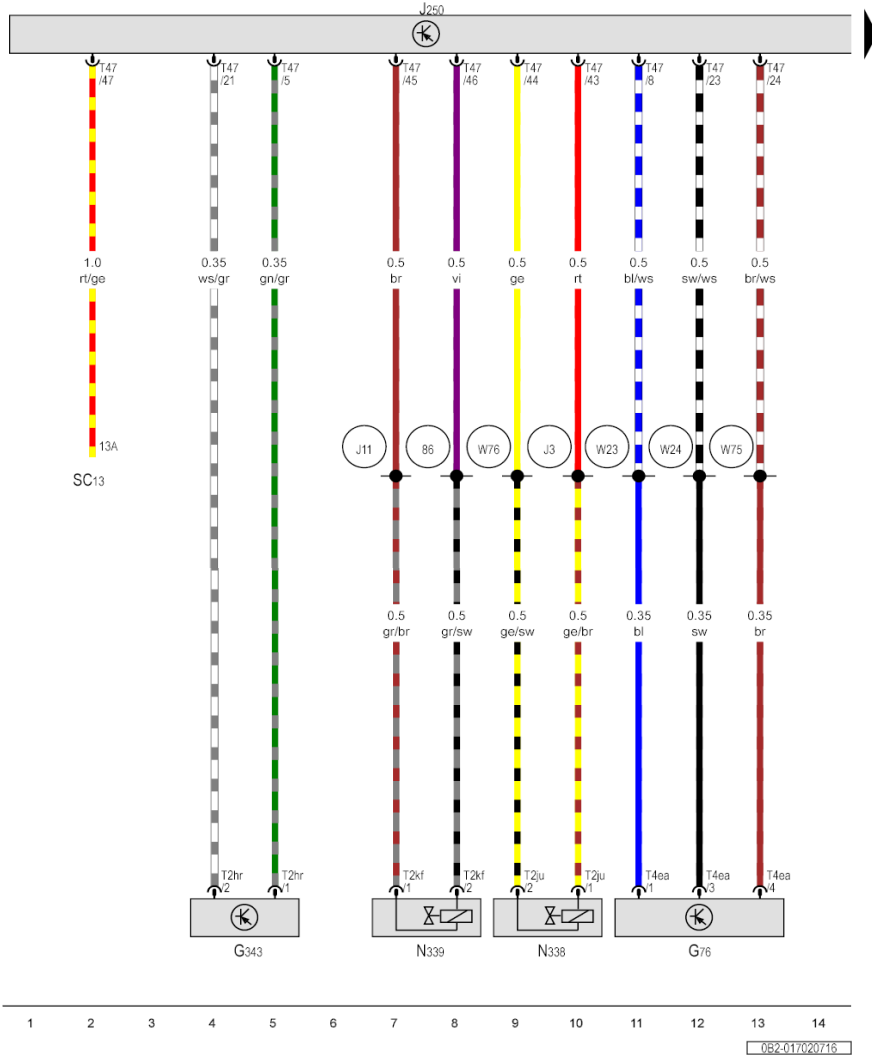 J250
T47 T47 T47 T47 T47 T47 T47 T47 T47 T47
/47 /21 /5 /45 /46 /44 /43 /8 /23 /24
1.0 0.35 0.35 0.5 0.5 0.5 0.5 0.5 0.5 0.5
rt/ge ws/gr gn/gr br vi ge rt bl/ws sw/ws br/ws
13A J11 86 W76 J3 W23 W24 W75
SC13
0.5 0.5 0.5 0.5 0.35 0.35 0.35
gr/br gr/sw ge/sw ge/br bl sw br
T2hr T2hr T2kf T2kf T2ju T2ju T4ea T4ea T4ea
/2 /1 /1 /2 /2 /1 /1 /3 /4
G343 N339 N338 G76
1 2 3 4 5 6 7 8 9 10 11 12 13 14
0B2-017020716